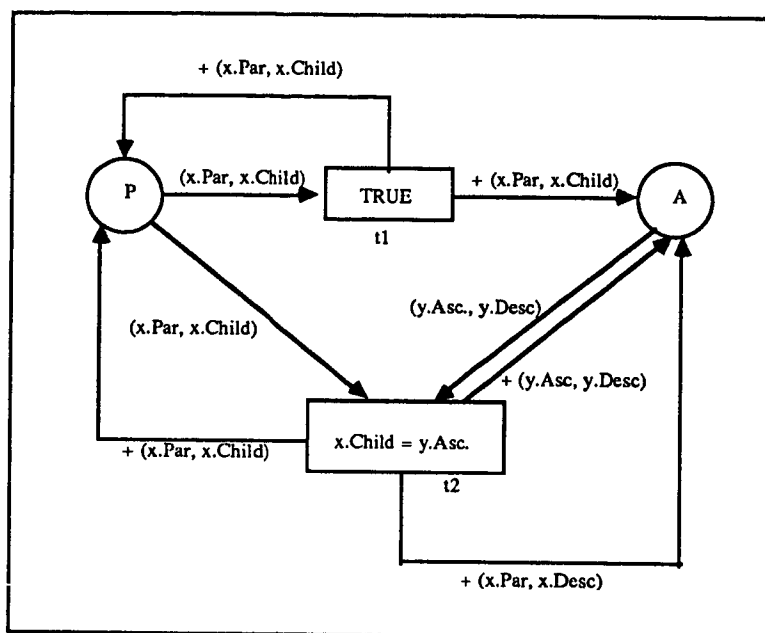 + (x.Par, x.Child)
P
(x.Par, x.Child)
TRUE
+ (x.Par, x.Child)
A
t1
(x.Par, x.Child)
(y.Asc., y.Desc)
+ (y.Asc, y.Desc)
+ (x.Par, x.Child)
x.Child = y.Asc.
t2
+ (x.Par, x.Desc)